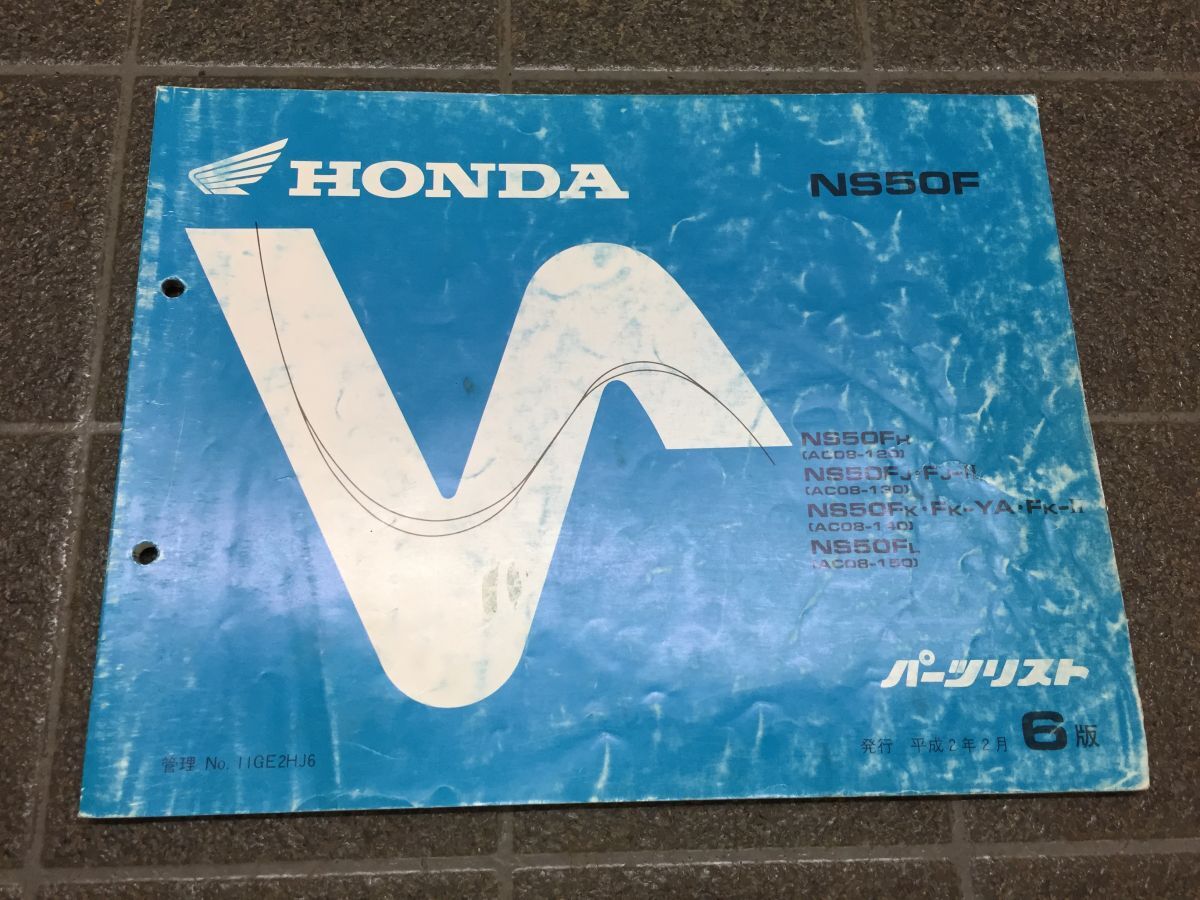 HONDA
NS50F
NS50FH
(AC08-120)
NS50FJ・FJ-II
(AC08-130)
NS50FK・FK-YA・FK-II
(AC08-140)
NS50FL
(AC08-150)
パーツリスト
発行 平成2年2月 6版
管理 No. 11GE2HJ6